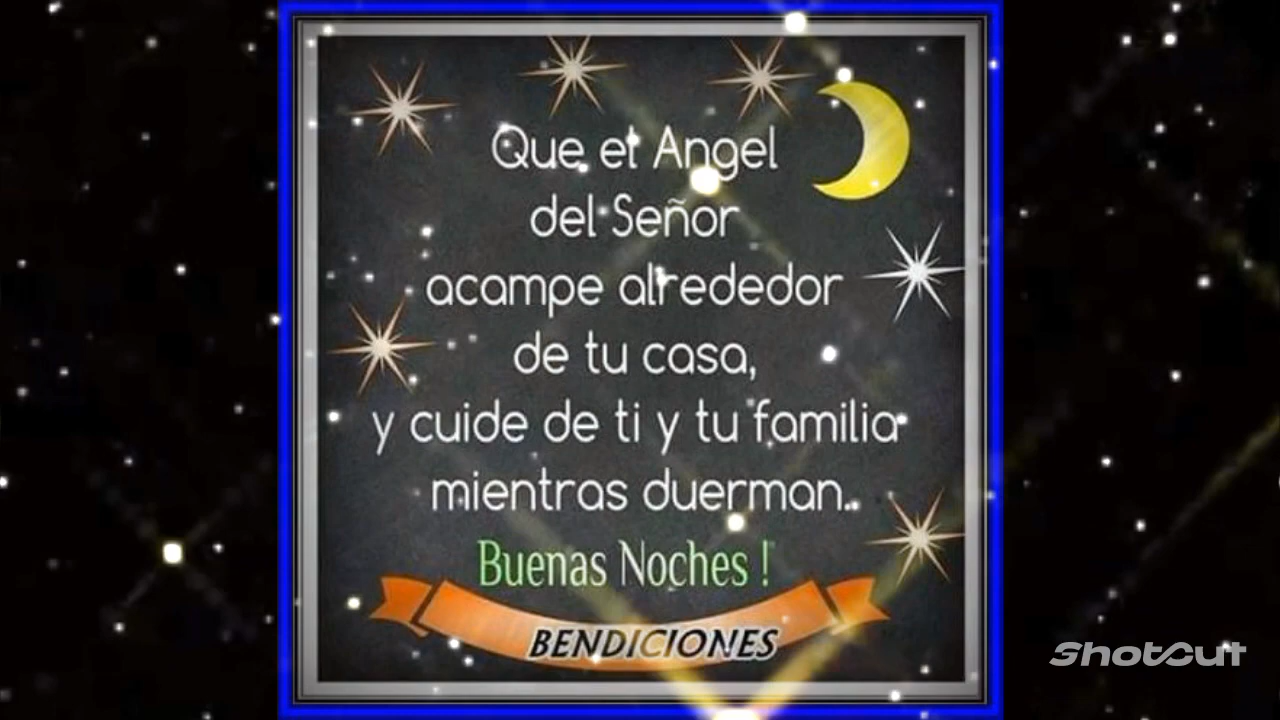 Que el Angel
del Señor
acampe alrededor
de tu casa,
y cuide de ti y tu familia
mientras duerman..
Buenas Noches !
BENDICIONES
ShotCut